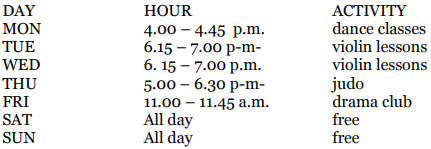 DAY HOUR ACTIVITY
MON 4.00 – 4.45 p.m. dance classes
TUE 6.15 – 7.00 p-m- violin lessons
WED 6. 15 – 7.00 p.m. violin lessons
THU 5.00 – 6.30 p-m- judo
FRI 11.00 – 11.45 a.m. drama club
SAT All day free
SUN All day free